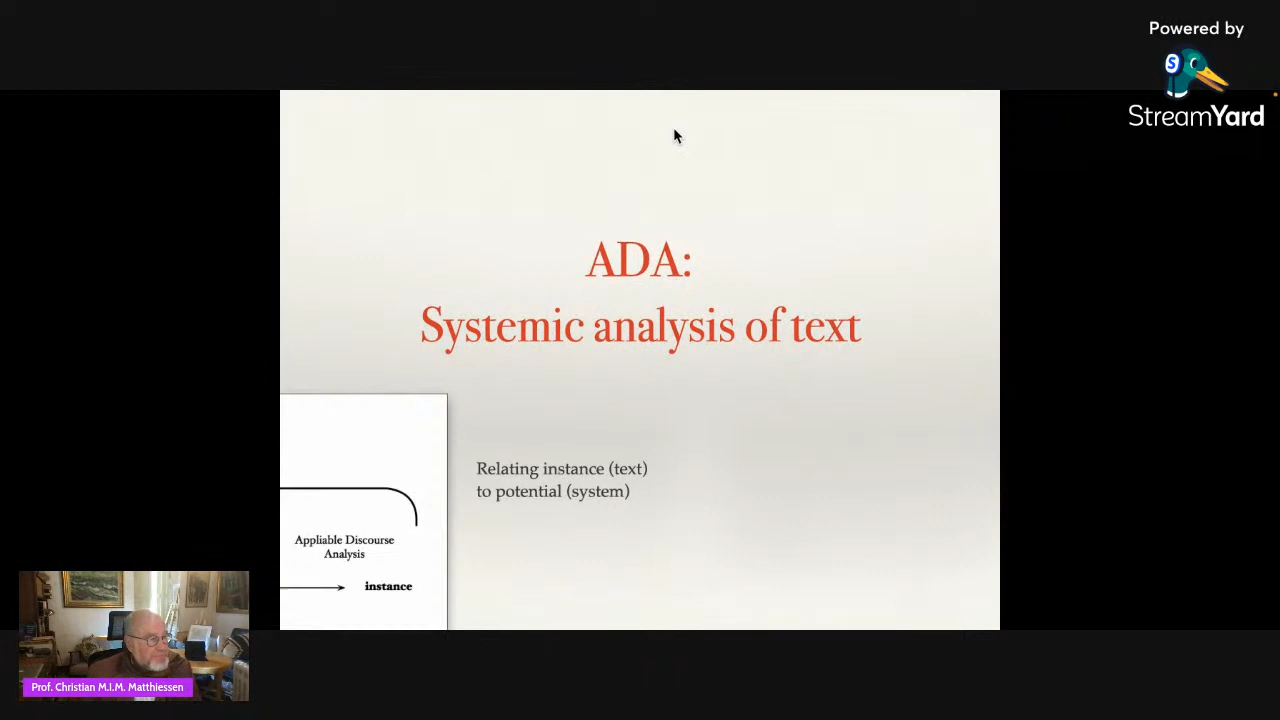 Powered by
S
StreamYard
ADA:
Systemic analysis of text
Relating instance (text)
to potential (system)
Appliable Discourse
Analysis
instance
Prof. Christian M.I.M. Matthiessen